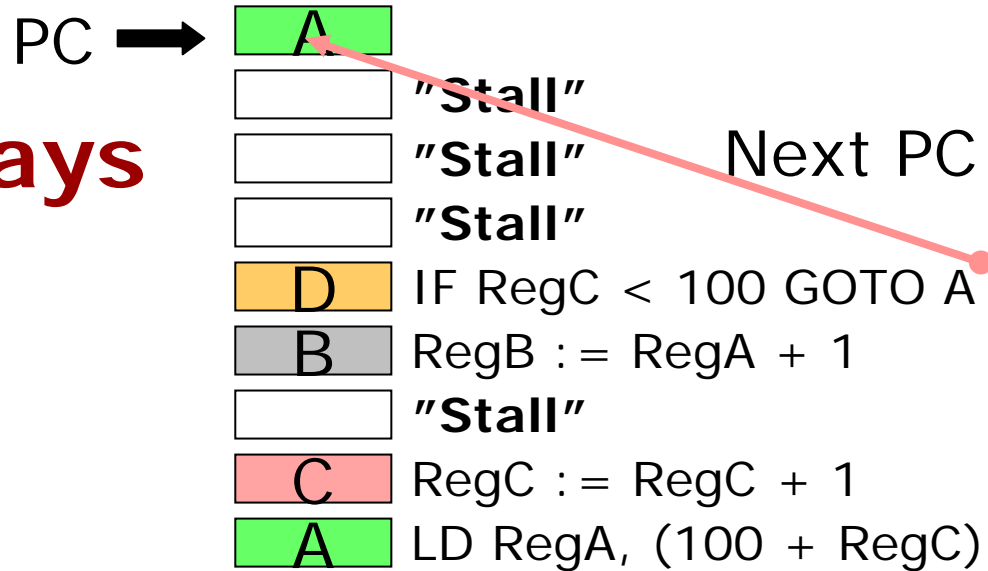 PC A
"Stall"
ays "Stall" Next PC
"Stall"
D IF RegC < 100 GOTO A
B RegB := RegA + 1
"Stall"
C RegC := RegC + 1
A LD RegA, (100 + RegC)